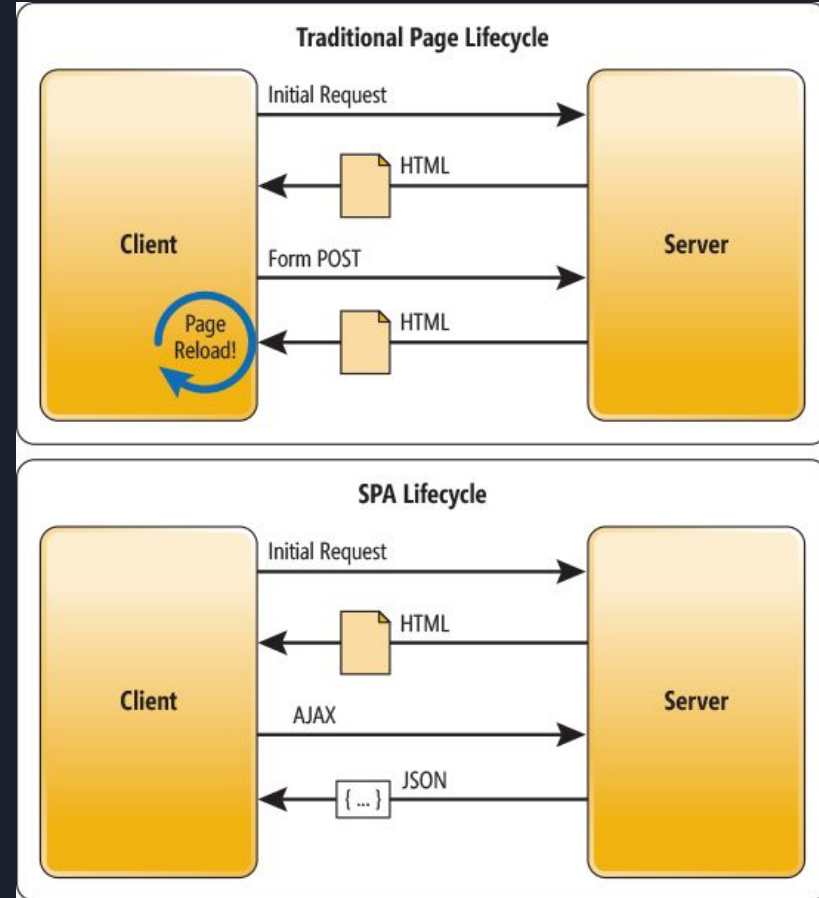 Traditional Page Lifecycle
Initial Request
HTML
Client
Server
Form POST
HTML
Page
Reload!
SPA Lifecycle
Initial Request
HTML
Client
Server
AJAX
JSON
{ ... }